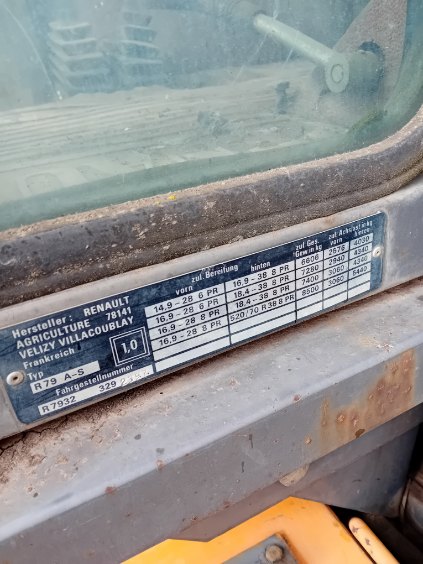 Hersteller: RENAULT
AGRICULTURE 78141
VELIZY VILLACOUBLAY
Frankreich
Typ
R79 A-S
1,0
Fahrgestellnummer
R7932 329
zul. Bereifung
vorn hinten
zul. Ges. Gew. in kg
zul. Achslast in kg
vorn hinten
14.9-28 6 PR 16.9-38 8 PR 6606 2576 4030
16.9-28 6 PR 18.4-38 8 PR 7280 2940 4340
16.9-28 8 PR 18.4-38 8 PR 7400 3060 4340
16.9-28 8 PR 520/70 R38 8 PR 8500 3060 5440